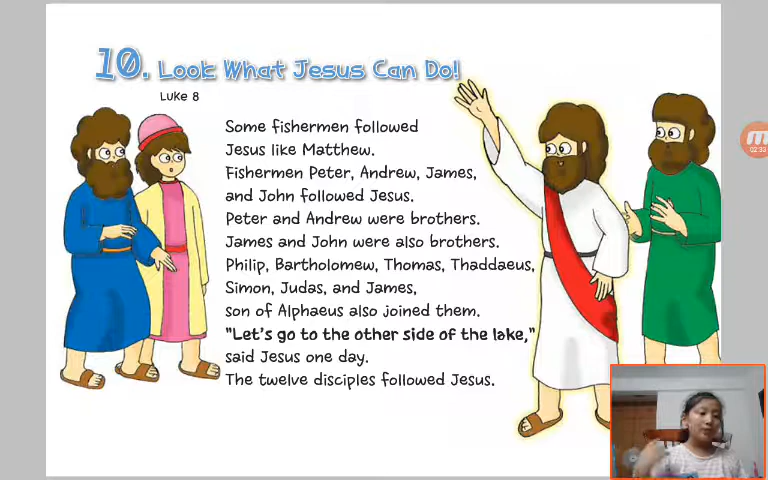 10. Look What Jesus Can Do!
Luke 8
Some fishermen followed
Jesus like Matthew.
Fishermen Peter, Andrew, James,
and John followed Jesus.
Peter and Andrew were brothers.
James and John were also brothers.
Philip, Bartholomew, Thomas, Thaddaeus,
Simon, Judas, and James,
son of Alphaeus also joined them.
"Let's go to the other side of the lake,"
said Jesus one day.
The twelve disciples followed Jesus.
02:33